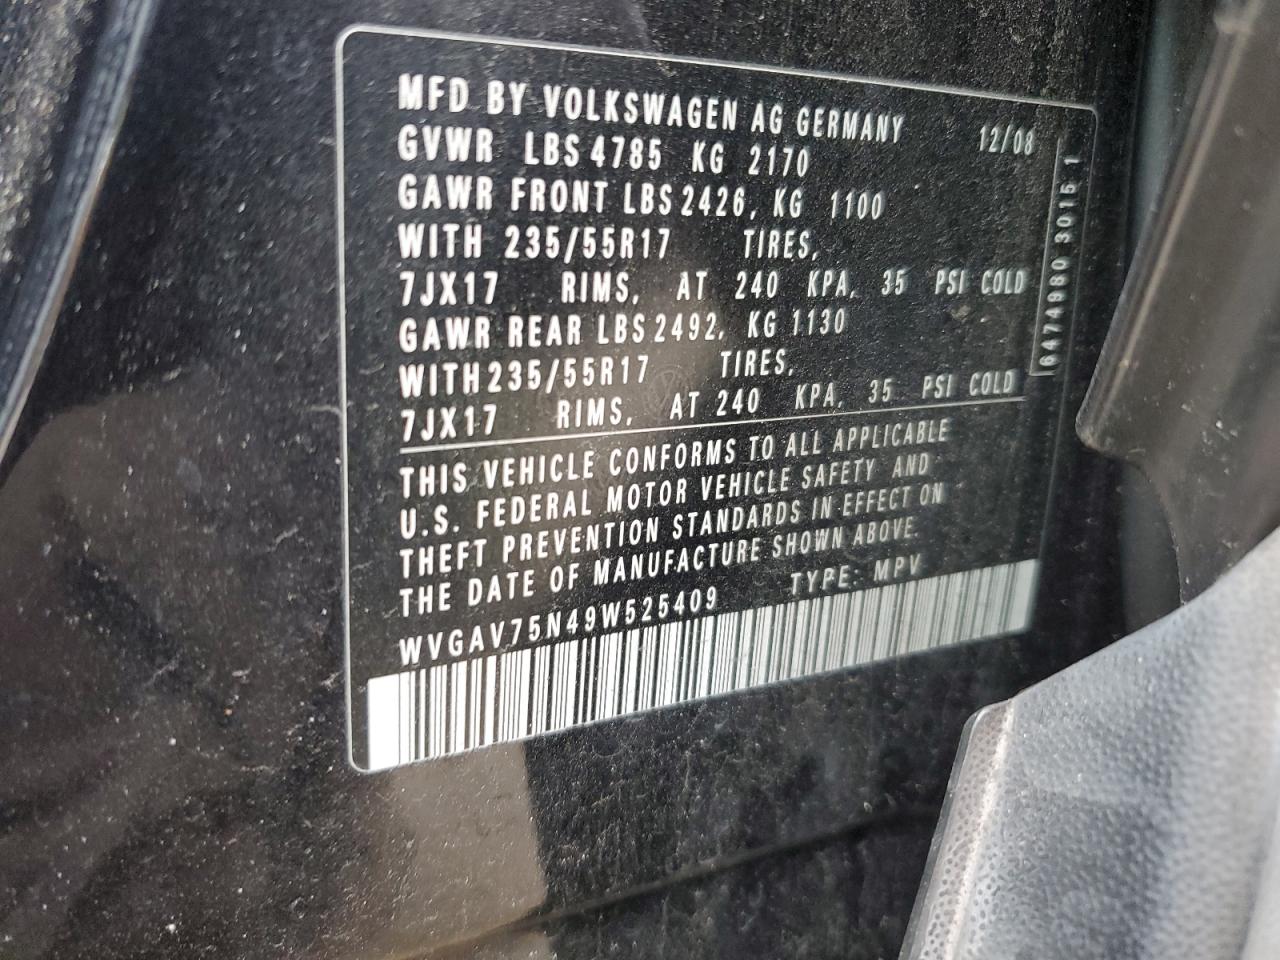 MFD BY VOLKSWAGEN AG GERMANY 12/08
GVWR LBS 4785 KG 2170
GAWR FRONT LBS 2426, KG 1100
WITH 235/55R17 TIRES,
7JX17 RIMS, AT 240 KPA, 35 PSI COLD
GAWR REAR LBS 2492, KG 1130
WITH 235/55R17 TIRES,
7JX17 RIMS, AT 240 KPA, 35 PSI COLD
THIS VEHICLE CONFORMS TO ALL APPLICABLE
U.S. FEDERAL MOTOR VEHICLE SAFETY AND
THEFT PREVENTION STANDARDS IN EFFECT ON
THE DATE OF MANUFACTURE SHOWN ABOVE.
WVGAV75N49W525409 TYPE: MPV
6474980 3015 1